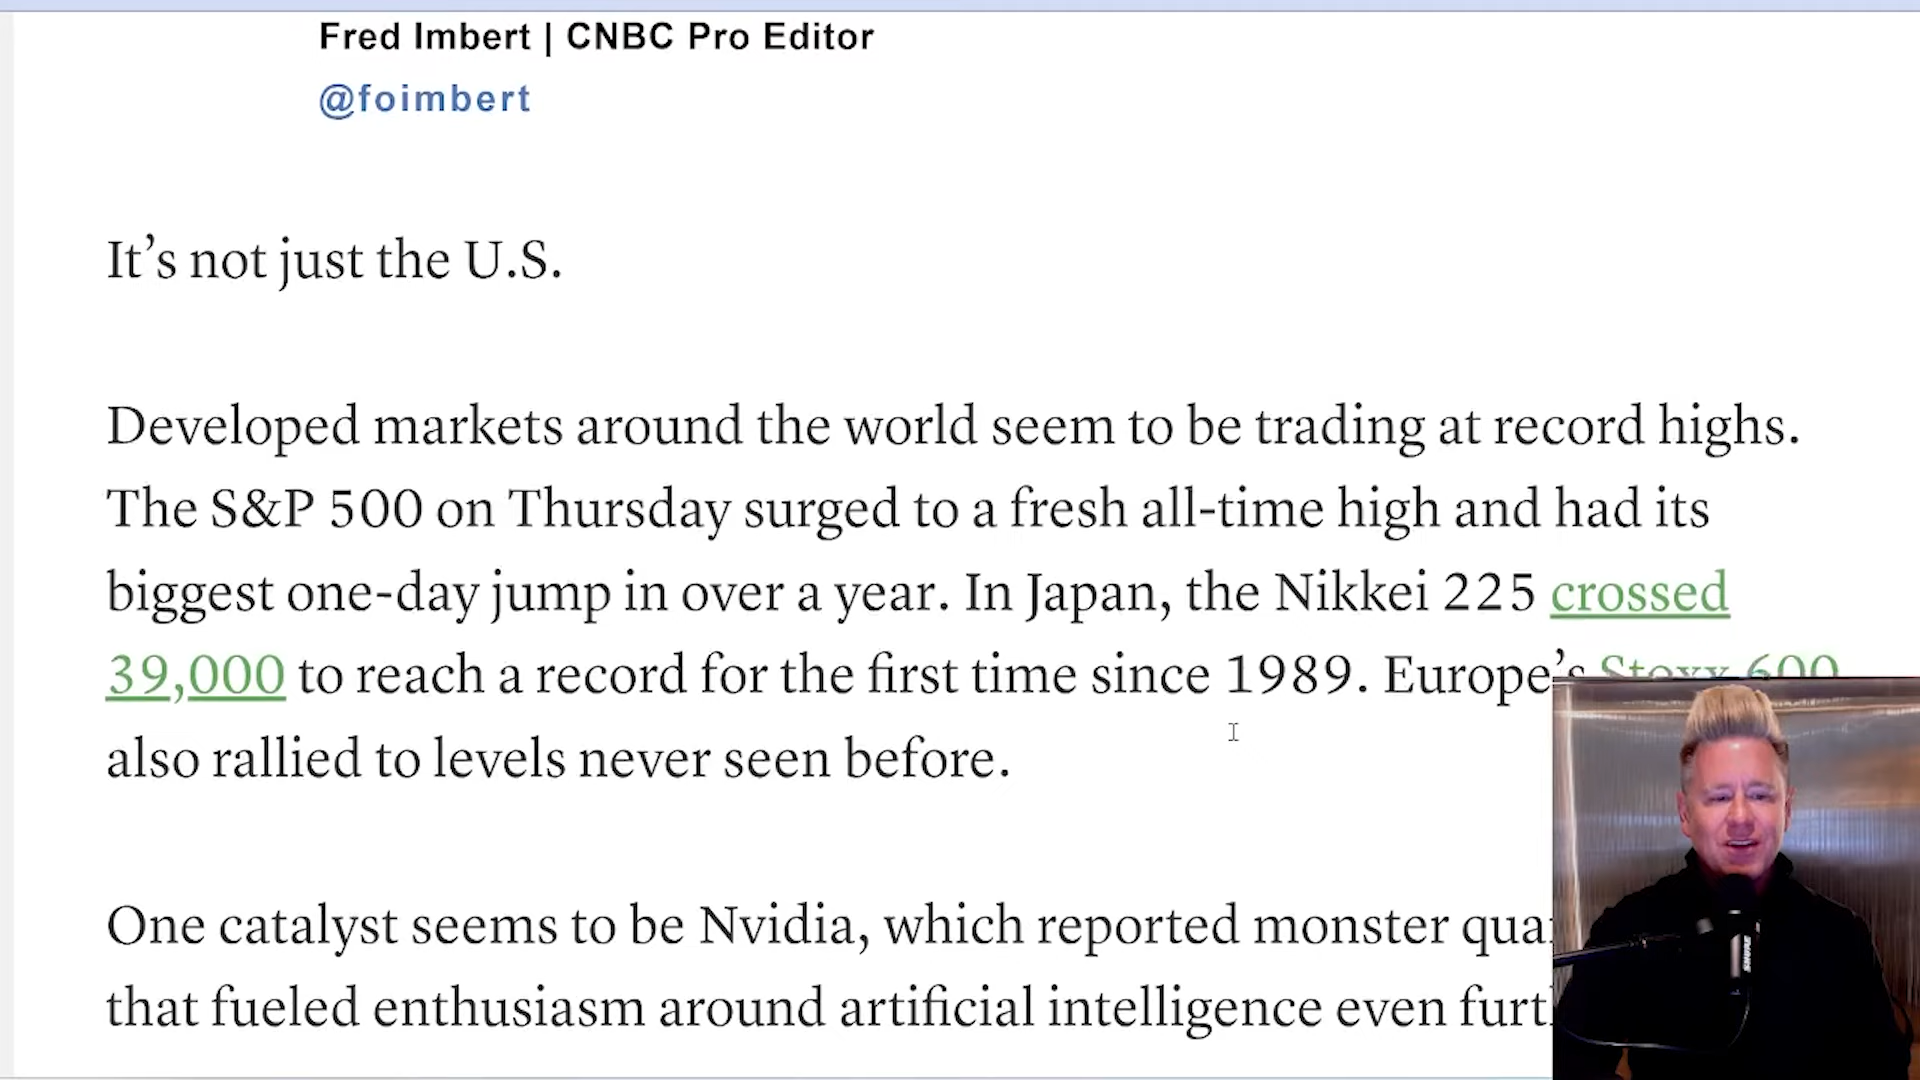 Fred Imbert | CNBC Pro Editor
@foimbert
It’s not just the U.S.
Developed markets around the world seem to be trading at record highs.
The S&P 500 on Thursday surged to a fresh all-time high and had its
biggest one-day jump in over a year. In Japan, the Nikkei 225 crossed
39,000 to reach a record for the first time since 1989. Europe’s Stoxx 600
also rallied to levels never seen before.
One catalyst seems to be Nvidia, which reported monster
that fueled enthusiasm around artificial intelligence even
SHURE